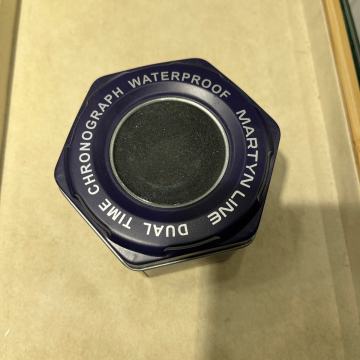 MARTYN LINE
DUAL TIME CHRONOGRAPH WATERPROOF